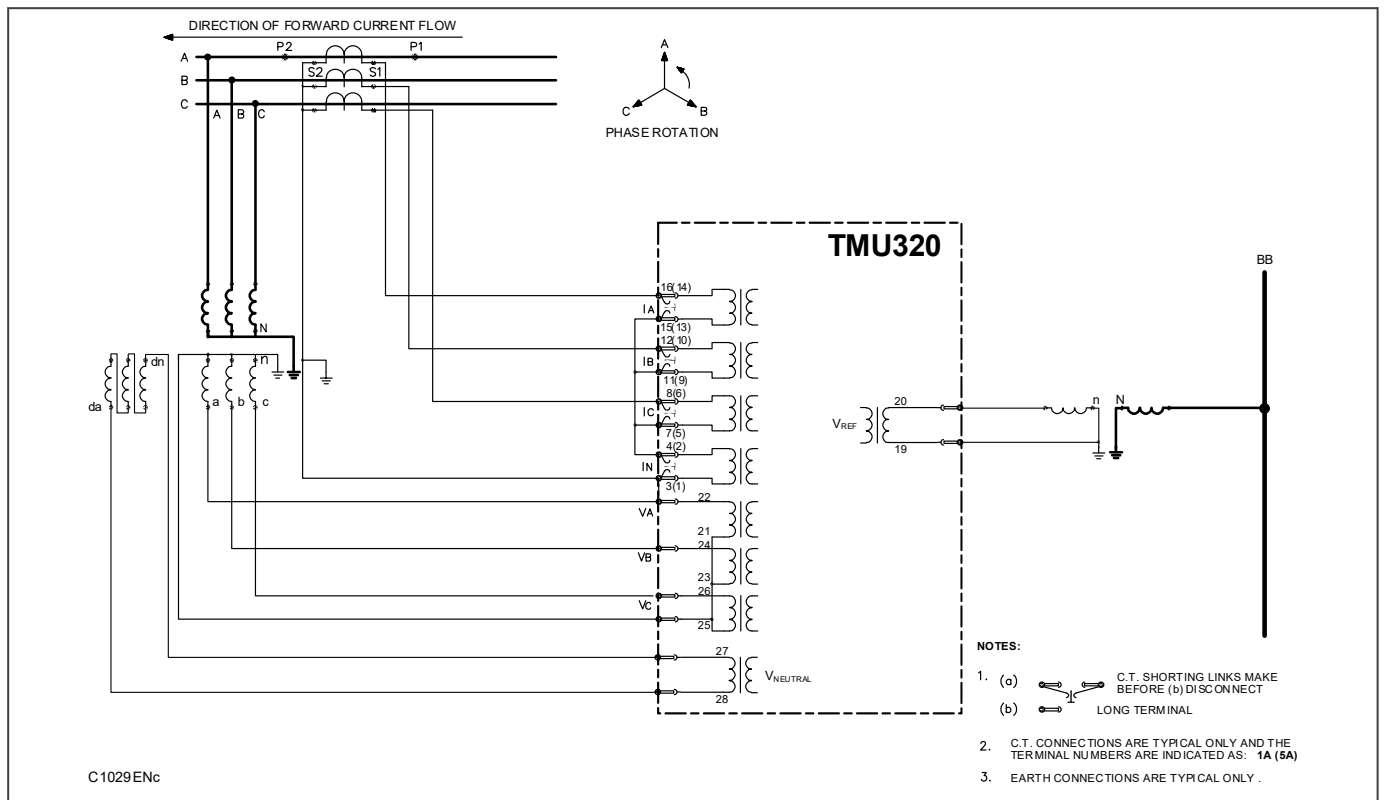 DIRECTION OF FORWARD CURRENT FLOW
P2
P1
A
S2
S1
B
C
A
B
C
A
C
B
PHASE ROTATION
TMU320
BB
16(14)
IA
15(13)
12(10)
IB
11(9)
8(6)
IC
7(5)
4(2)
IN
3(1)
N
dn
n
da
a
b
c
VREF
20
19
n
N
22
VA
21
24
VB
23
26
VC
25
27
VNEUTRAL
28
NOTES:
1. (a) C.T. SHORTING LINKS MAKE
BEFORE (b) DISCONNECT
(b) LONG TERMINAL
2. C.T. CONNECTIONS ARE TYPICAL ONLY AND THE
TERMINAL NUMBERS ARE INDICATED AS: 1A (5A)
3. EARTH CONNECTIONS ARE TYPICAL ONLY .
C1029ENc